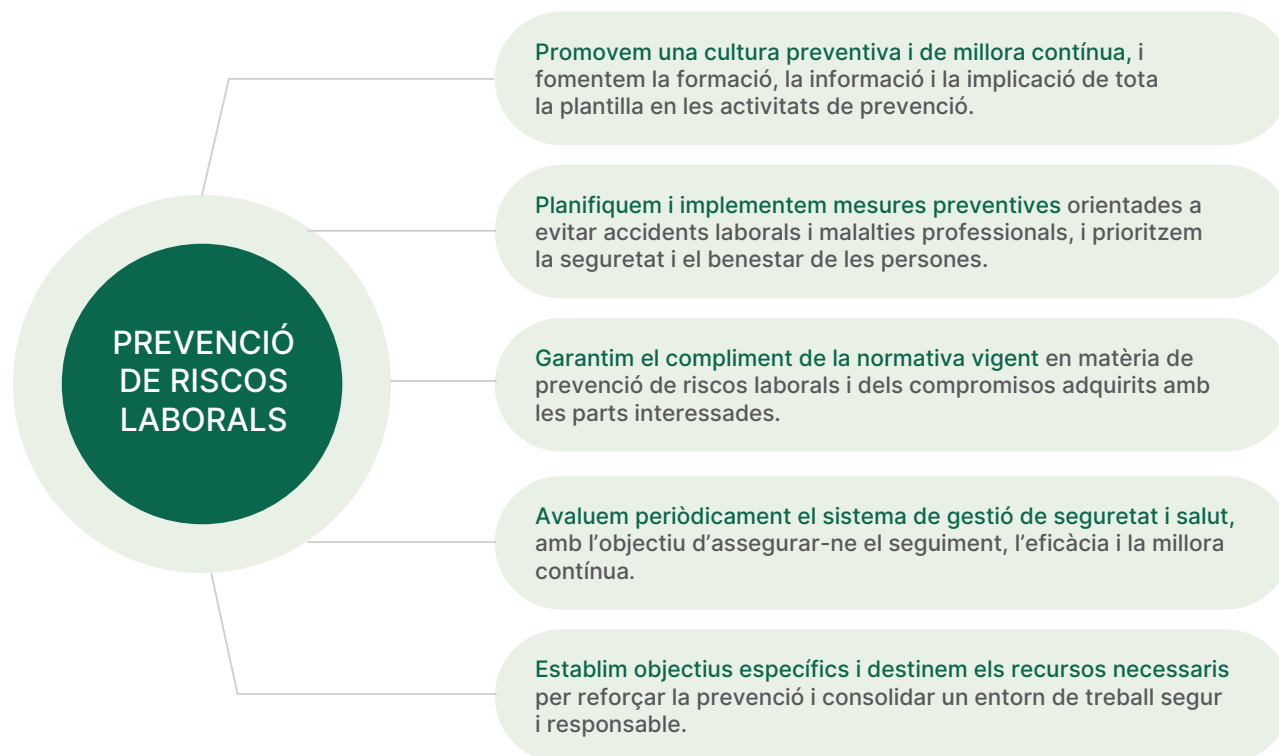 Promovem una cultura preventiva i de millora contínua, i
fomentem la formació, la informació i la implicació de tota
la plantilla en les activitats de prevenció.
Planifiquem i implementem mesures preventives orientades a
evitar accidents laborals i malalties professionals, i prioritzem
la seguretat i el benestar de les persones.
PREVENCIÓ
DE RISCOS
LABORALS
Garantim el compliment de la normativa vigent en matèria de
prevenció de riscos laborals i dels compromisos adquirits amb
les parts interessades.
Avaluem periòdicament el sistema de gestió de seguretat i salut,
amb l’objectiu d’assegurar-ne el seguiment, l’eficàcia i la millora
contínua.
Establim objectius específics i destinem els recursos necessaris
per reforçar la prevenció i consolidar un entorn de treball segur
i responsable.